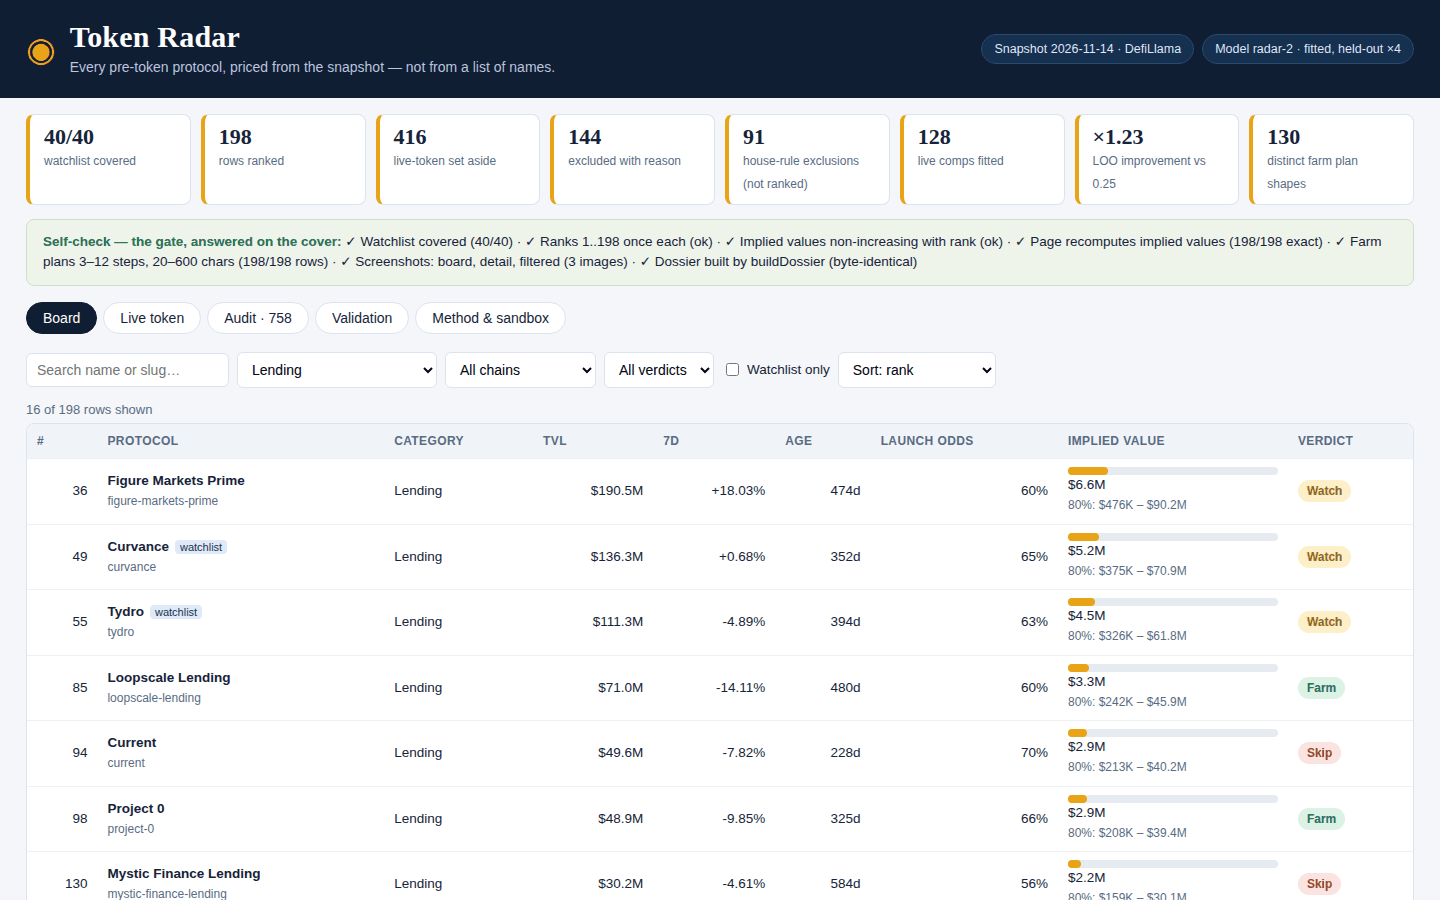 Token Radar
Every pre-token protocol, priced from the snapshot — not from a list of names.
Snapshot 2026-11-14 · DefiLlama
Model radar-2 · fitted, held-out ×4
40/40
watchlist covered
198
rows ranked
416
live-token set aside
144
excluded with reason
91
house-rule exclusions
(not ranked)
128
live comps fitted
×1.23
LOO improvement vs
0.25
130
distinct farm plan
shapes
Self-check — the gate, answered on the cover: ✓ Watchlist covered (40/40) · ✓ Ranks 1..198 once each (ok) · ✓ Implied values non-increasing with rank (ok) · ✓ Page recomputes implied values (198/198 exact) · ✓ Farm
plans 3–12 steps, 20–600 chars (198/198 rows) · ✓ Screenshots: board, detail, filtered (3 images) · ✓ Dossier built by buildDossier (byte-identical)
Board
Live token
Audit · 758
Validation
Method & sandbox
Search name or slug…
Lending
All chains
All verdicts
Watchlist only
Sort: rank
16 of 198 rows shown
# PROTOCOL CATEGORY TVL 7D AGE LAUNCH ODDS IMPLIED VALUE VERDICT
36 Figure Markets Prime Lending $190.5M +18.03% 474d 60% $6.6M Watch
figure-markets-prime 80%: $476K – $90.2M
49 Curvance watchlist Lending $136.3M +0.68% 352d 65% $5.2M Watch
curvance 80%: $375K – $70.9M
55 Tydro watchlist Lending $111.3M -4.89% 394d 63% $4.5M Watch
tydro 80%: $326K – $61.8M
85 Loopscale Lending Lending $71.0M -14.11% 480d 60% $3.3M Farm
loopscale-lending 80%: $242K – $45.9M
94 Current Lending $49.6M -7.82% 228d 70% $2.9M Skip
current 80%: $213K – $40.2M
98 Project 0 Lending $48.9M -9.85% 325d 66% $2.9M Farm
project-0 80%: $208K – $39.4M
130 Mystic Finance Lending Lending $30.2M -4.61% 584d 56% $2.2M Skip
mystic-finance-lending 80%: $159K – $30.1M